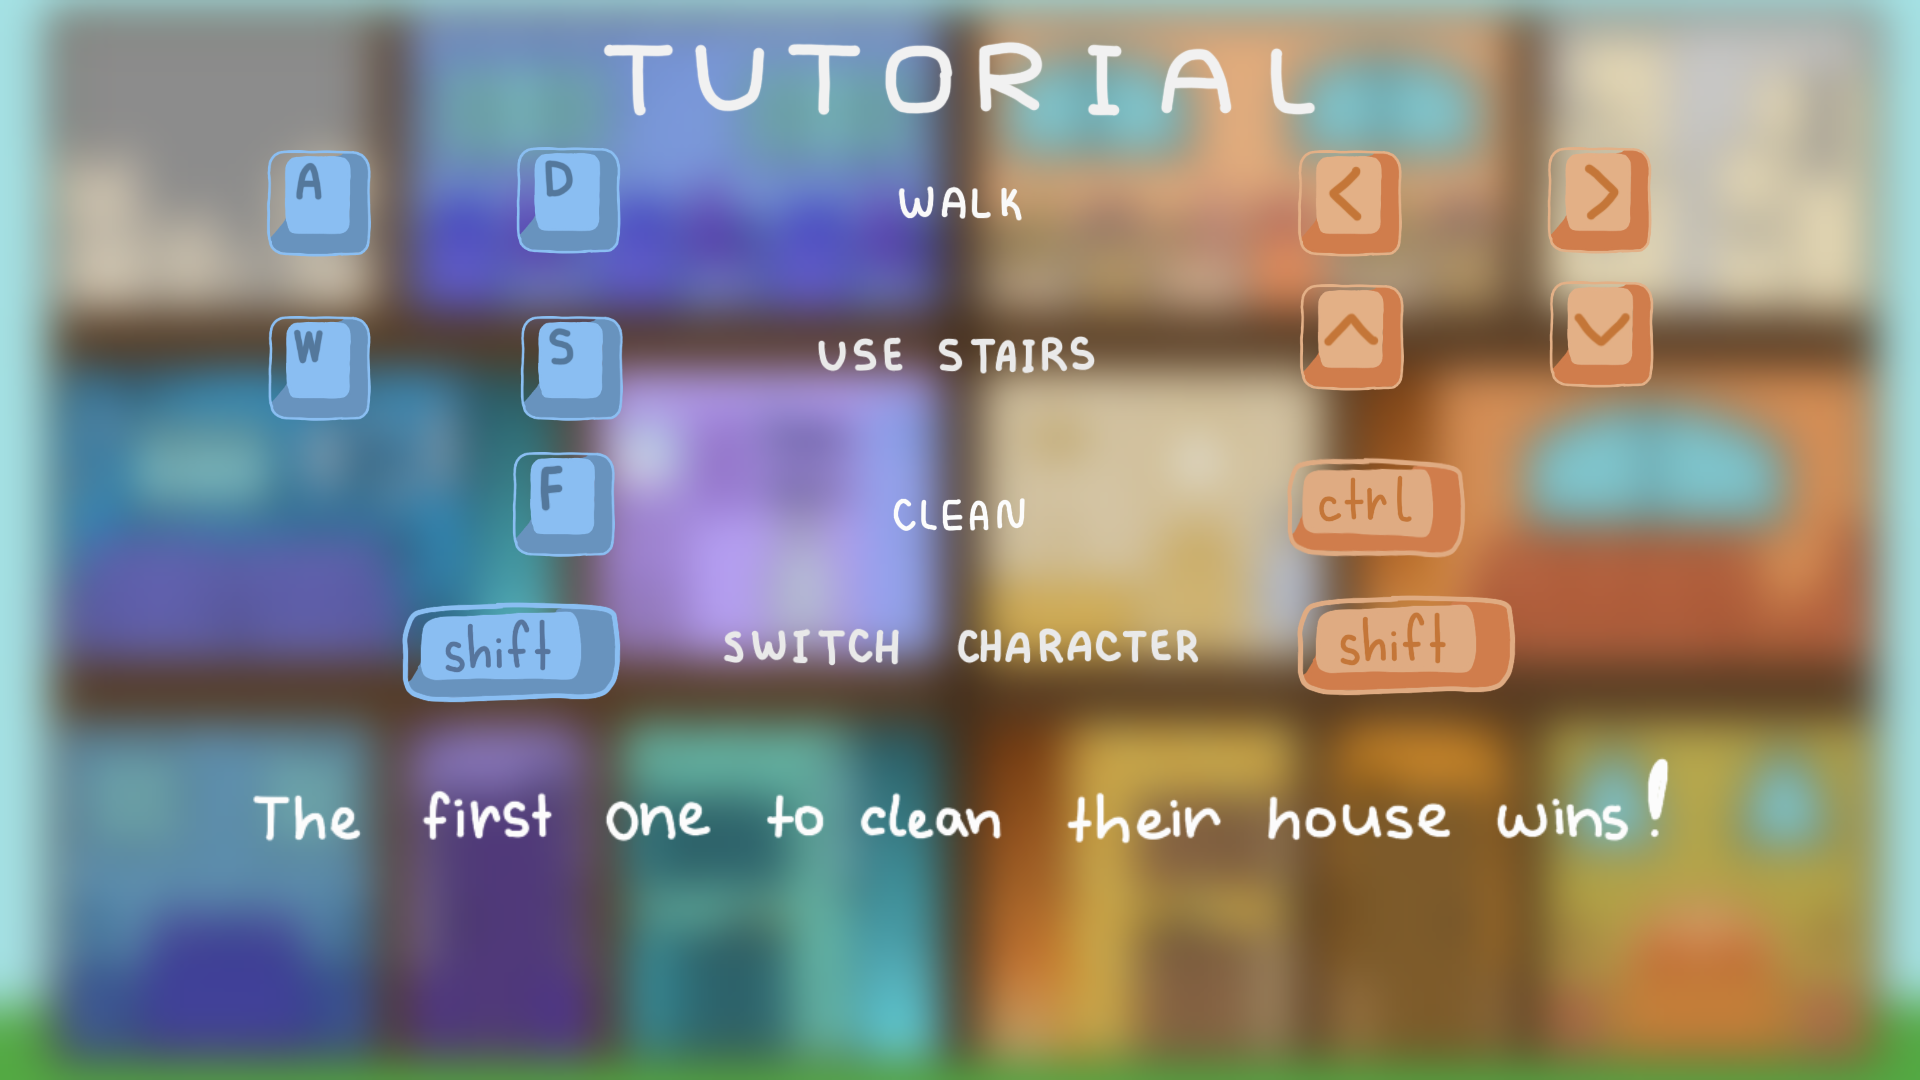 TUTORIAL
A D WALK < >
W S USE STAIRS
F CLEAN ctrl
shift SWITCH CHARACTER shift
The first one to clean their house wins!